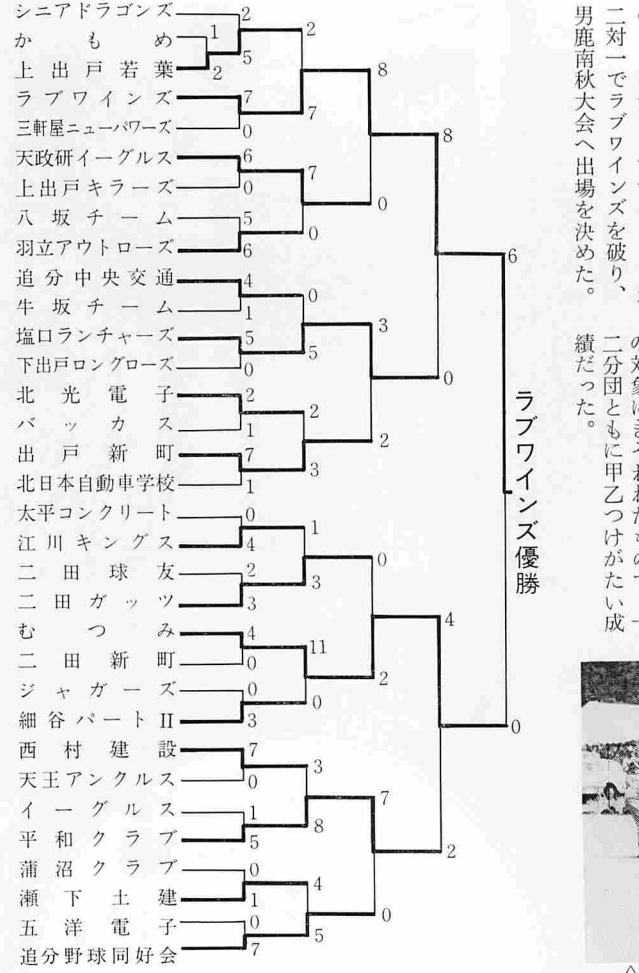 シニアドラゴンズ 2
かもめ 1
上出戸若葉 2
5
2
ラブワインズ 7
三軒屋ニューパワーズ 0
7
8
天政研イーグルス 6
上出戸キラーズ 0
7
八坂チーム 5
羽立アウトローズ 6
0
0
8
追分中央交通 4
牛坂チーム 1
0
塩口ランチャーズ 5
下出戸ロングローズ 0
5
3
北光電子 2
バッカス 1
2
出戸新町 7
北日本自動車学校 1
3
2
0
6
太平コンクリート 0
江川キングス 4
1
二田球友 2
二田ガッツ 3
3
0
むつみ 4
二田新町 0
11
ジャガーズ 0
細谷パートII 3
0
2
4
西村建設 7
天王アンクルス 0
3
イーグルス 1
平和クラブ 5
8
7
蒲沼クラブ 0
瀬下土建 1
4
五洋電子 0
追分野球同好会 7
5
0
2
0
ラブワインズ優勝
二対一でラブワインズを破り、
男鹿南秋大会へ出場を決めた。
二分団ともに甲乙つけがたい成
績だった。